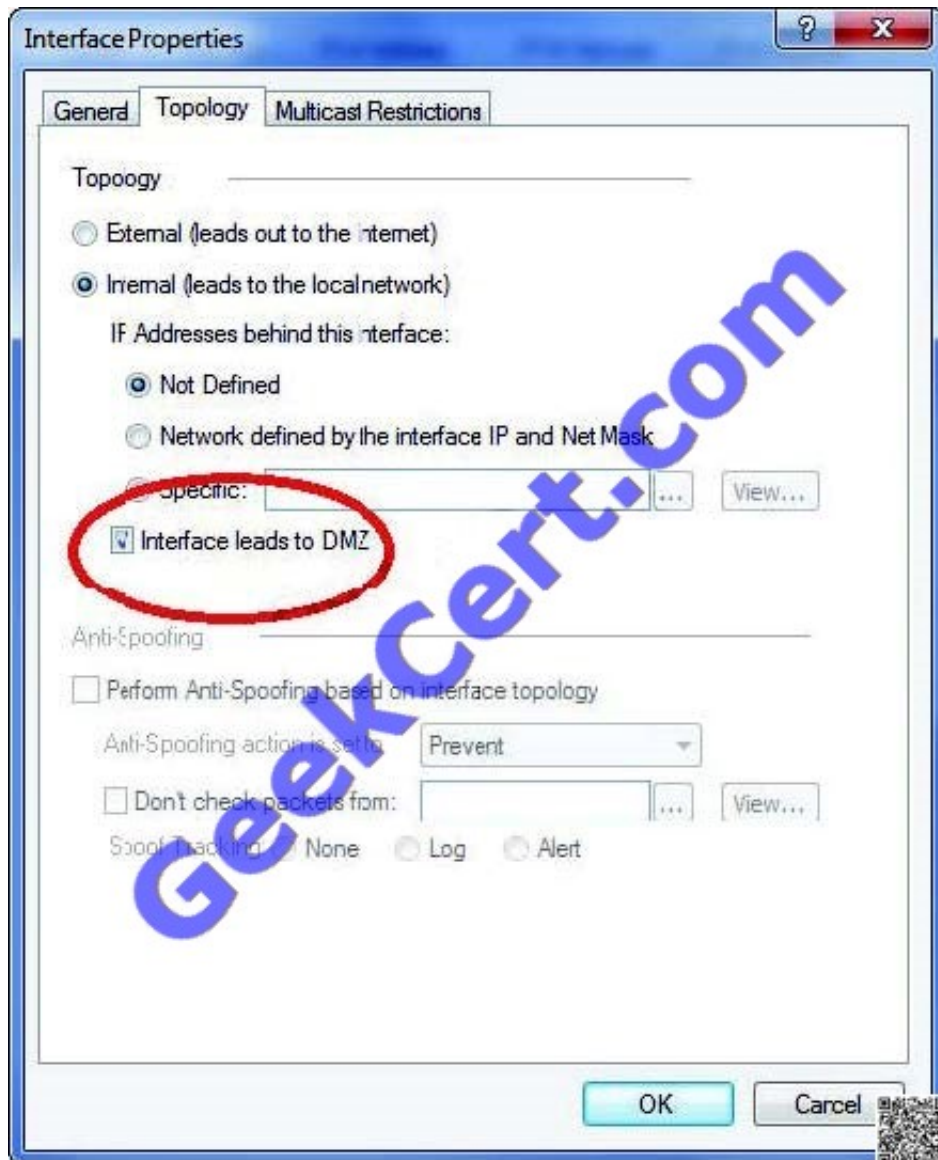 Interface Properties
General Topology Multicast Restrictions
Topoogy
External (leads out to the internet)
Irremal (leads to the localnetwork)
IF Addresses behind this interface:
Not Defined
Network defined by the interface IP and Net Mask
Specific: ... View...
Interface leads to DMZ
Anti-Spoofing
Perform Anti-Spoofing based on interface topology
Anti-Spoofing action is set to Prevent
Don't check packets from: ... View...
Spoof Tracking None Log Alert
OK Carcel
GeekCert.com